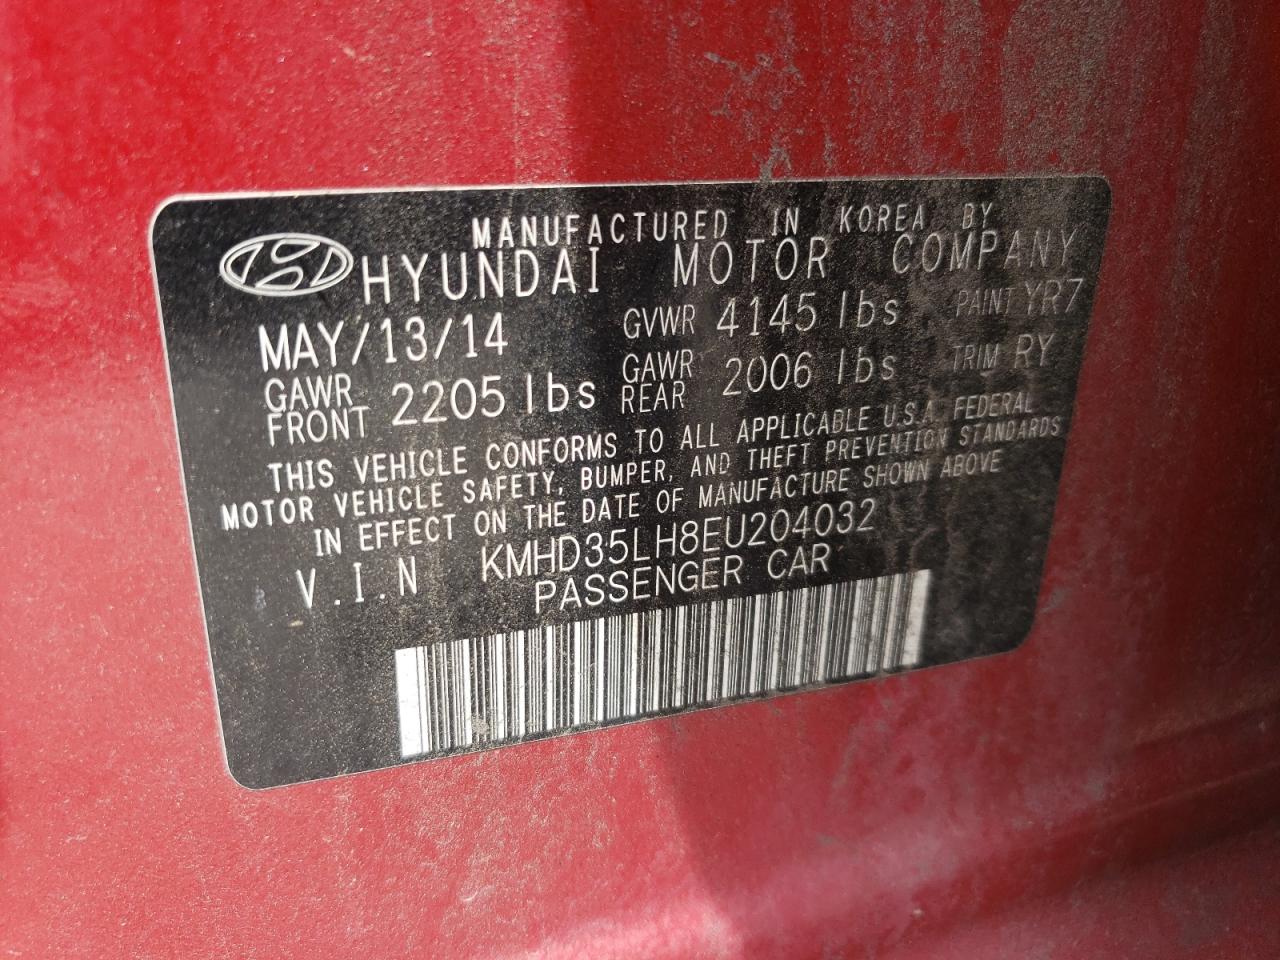 MANUFACTURED IN KOREA BY
HYUNDAI MOTOR COMPANY
MAY/13/14 GVWR 4145 lbs PAINT YR7
GAWR FRONT 2205 lbs GAWR REAR 2006 lbs TRIM RY
THIS VEHICLE CONFORMS TO ALL APPLICABLE U.S.A. FEDERAL
MOTOR VEHICLE SAFETY, BUMPER, AND THEFT PREVENTION STANDARDS
IN EFFECT ON THE DATE OF MANUFACTURE SHOWN ABOVE
V.I.N KMHD35LH8EU204032
PASSENGER CAR